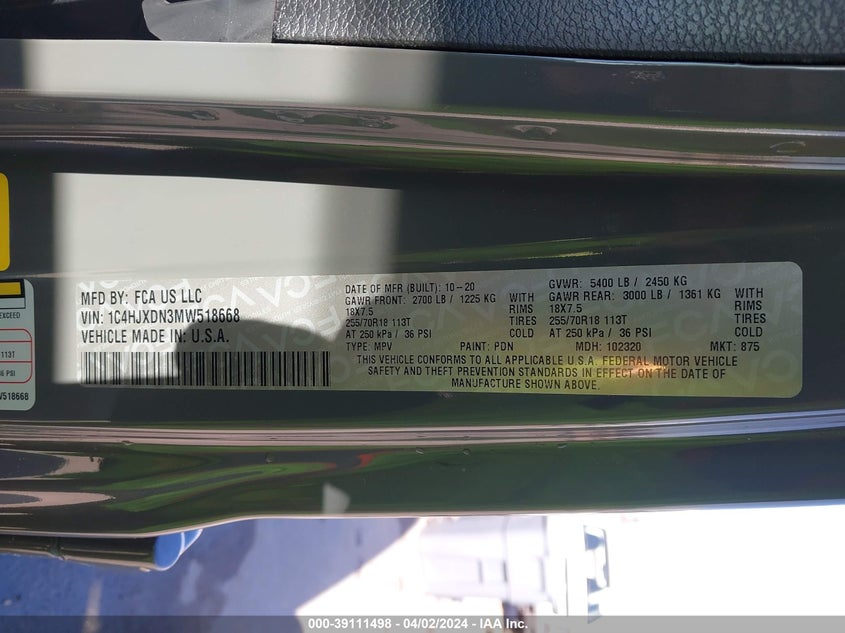 MFD BY: FCA US LLC
VIN: 1C4HJXDN3MW518668
VEHICLE MADE IN U.S.A.
DATE OF MFR (BUILT): 10-20
GAWR FRONT: 2700 LB / 1225 KG WITH
18X7.5 RIMS
255/70R18 113T TIRES
AT 250 kPa / 36 PSI COLD
TYPE: MPV PAINT: PDN
GVWR: 5400 LB / 2450 KG
GAWR REAR: 3000 LB / 1361 KG WITH
18X7.5 RIMS
255/70R18 113T TIRES
AT 250 kPa / 36 PSI COLD
MDH: 102320 MKT: 875
THIS VEHICLE CONFORMS TO ALL APPLICABLE U.S.A. FEDERAL MOTOR VEHICLE
SAFETY AND THEFT PREVENTION STANDARDS IN EFFECT ON THE DATE OF
MANUFACTURE SHOWN ABOVE.
EXCEED
113T
36 PSI
W518668
000-39111498 - 04/02/2024 - IAA Inc.